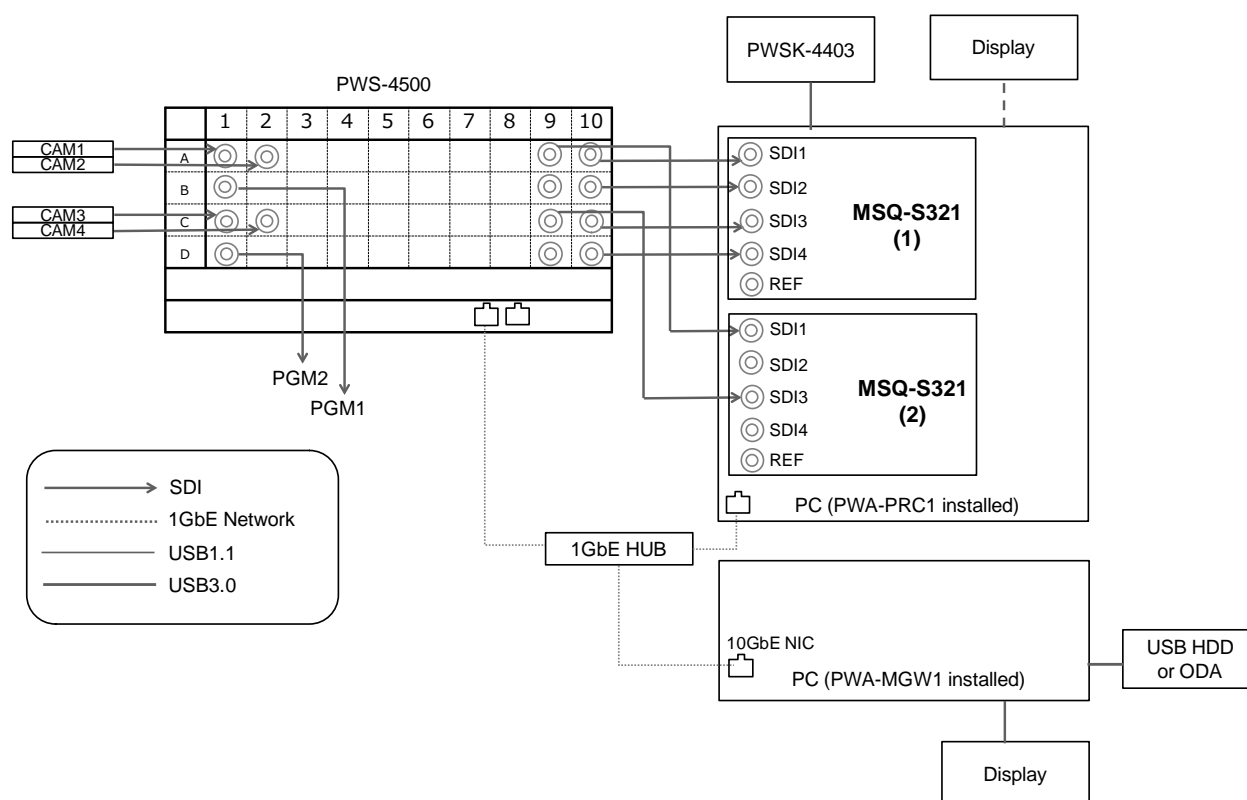 PWSK-4403
Display
PWS-4500
1 2 3 4 5 6 7 8 9 10
CAM1
CAM2
CAM3
CAM4
A
B
C
D
PGM2
PGM1
SDI1
SDI2
SDI3
SDI4
REF
MSQ-S321
(1)
SDI1
SDI2
SDI3
SDI4
REF
MSQ-S321
(2)
PC (PWA-PRC1 installed)
SDI
1GbE Network
USB1.1
USB3.0
1GbE HUB
10GbE NIC
PC (PWA-MGW1 installed)
USB HDD
or ODA
Display